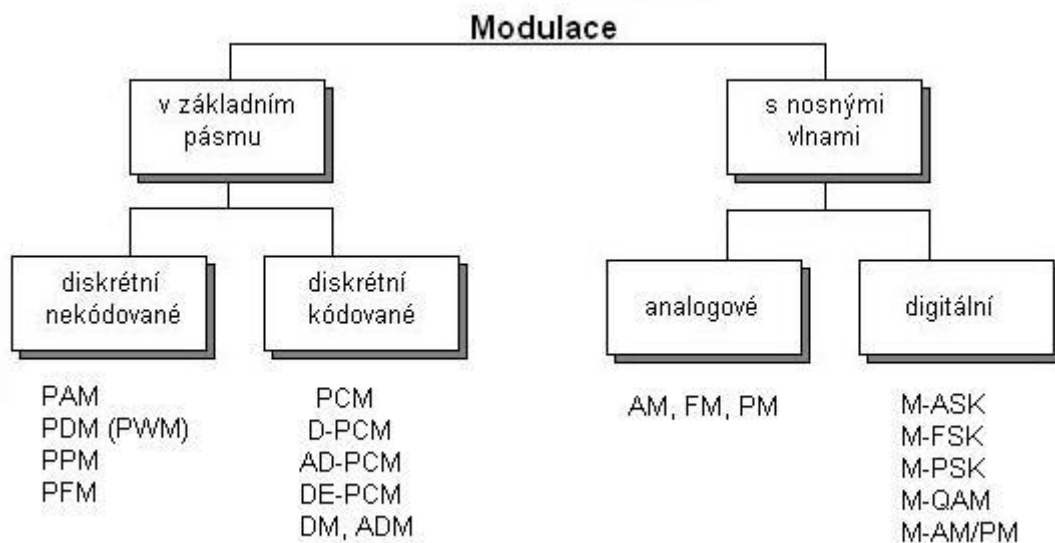 Modulace
v základním
pásmu
s nosnými
vlnami
diskrétní
nekódované
diskrétní
kódované
analogové
digitální
PAM
PDM (PWM)
PPM
PFM
PCM
D-PCM
AD-PCM
DE-PCM
DM, ADM
AM, FM, PM
M-ASK
M-FSK
M-PSK
M-QAM
M-AM/PM